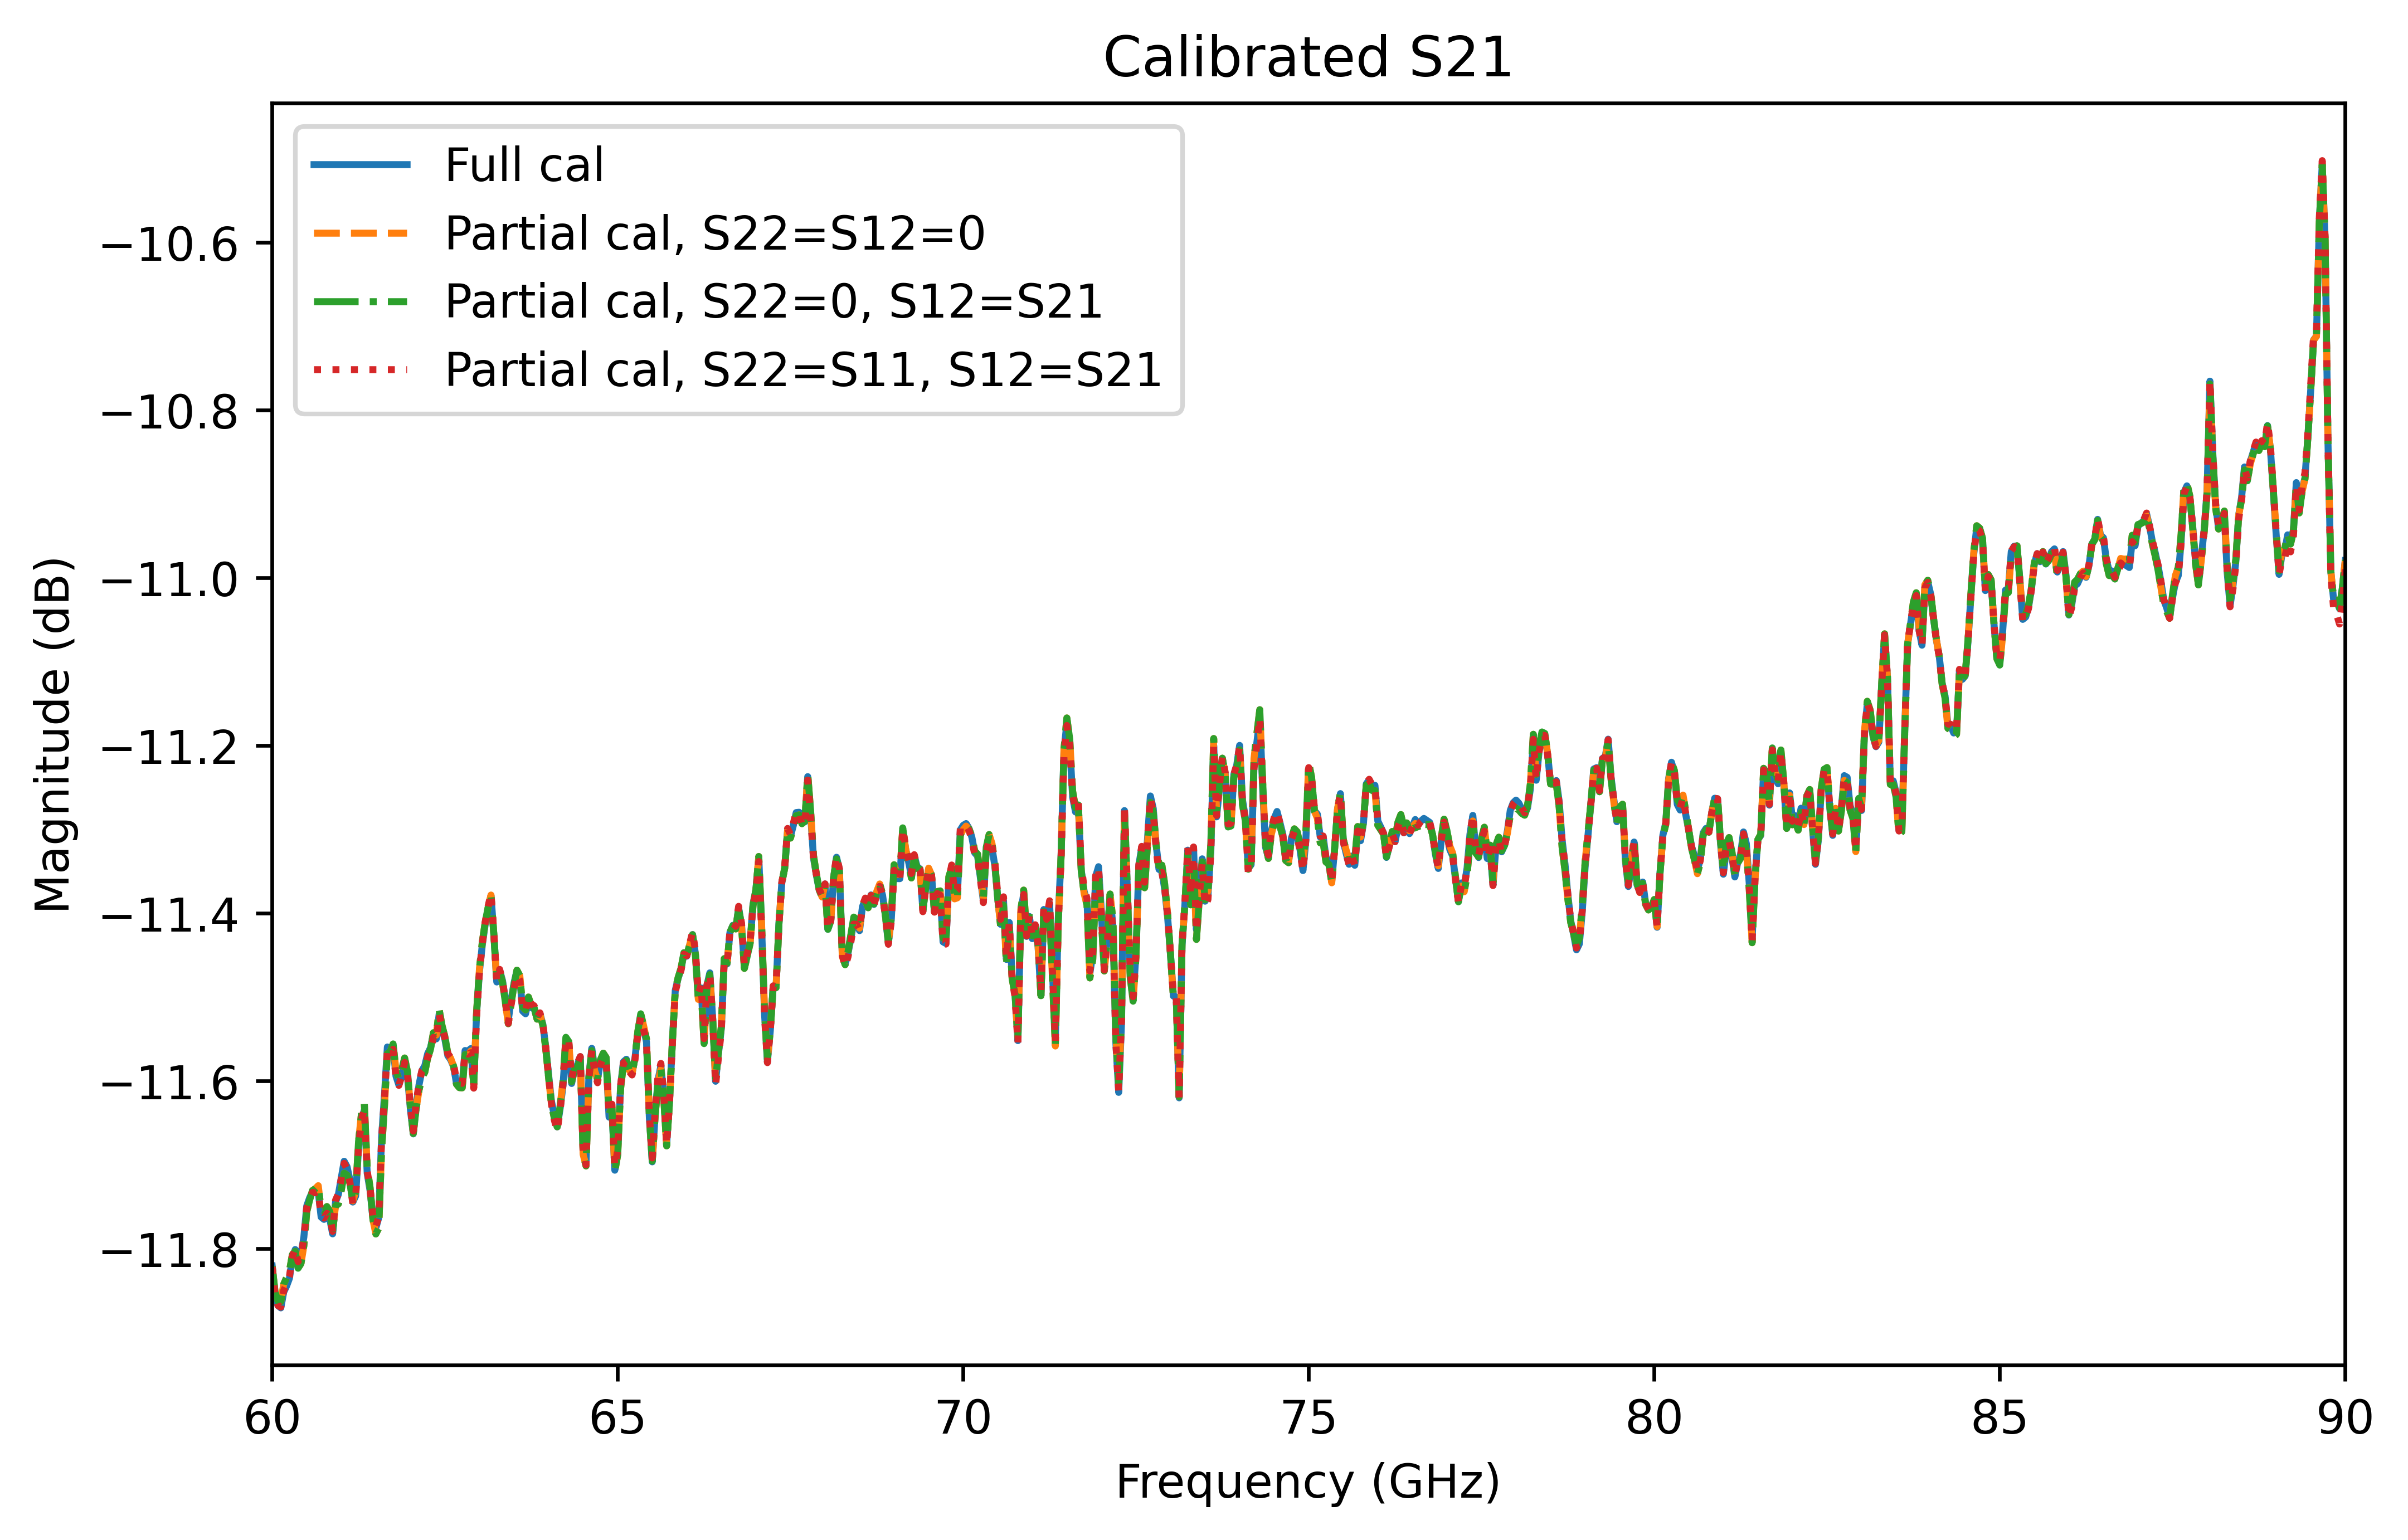 Calibrated S21
Full cal
Partial cal, S22=S12=0
Partial cal, S22=0, S12=S21
Partial cal, S22=S11, S12=S21
Magnitude (dB)
−10.6
−10.8
−11.0
−11.2
−11.4
−11.6
−11.8
60 65 70 75 80 85 90
Frequency (GHz)